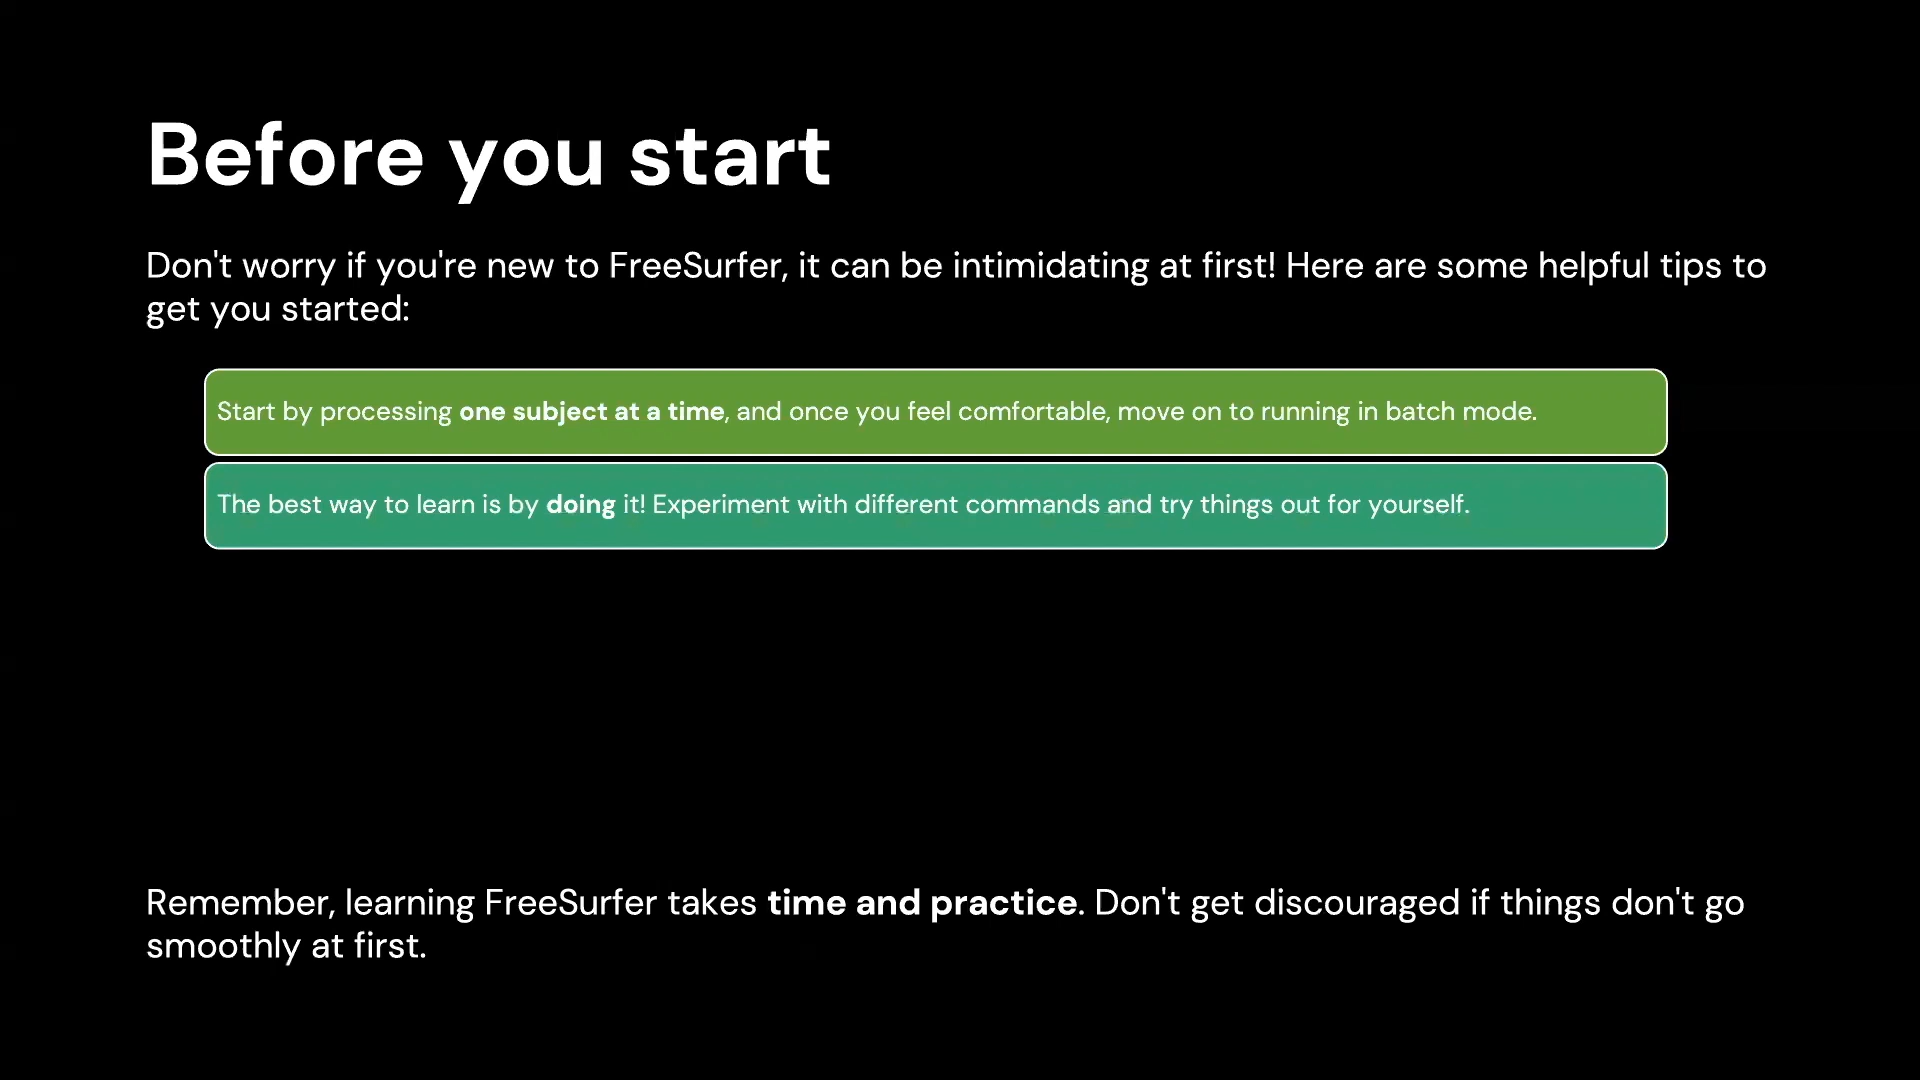 Before you start
Don't worry if you're new to FreeSurfer, it can be intimidating at first! Here are some helpful tips to
get you started:
Start by processing one subject at a time, and once you feel comfortable, move on to running in batch mode.
The best way to learn is by doing it! Experiment with different commands and try things out for yourself.
Remember, learning FreeSurfer takes time and practice. Don't get discouraged if things don't go
smoothly at first.